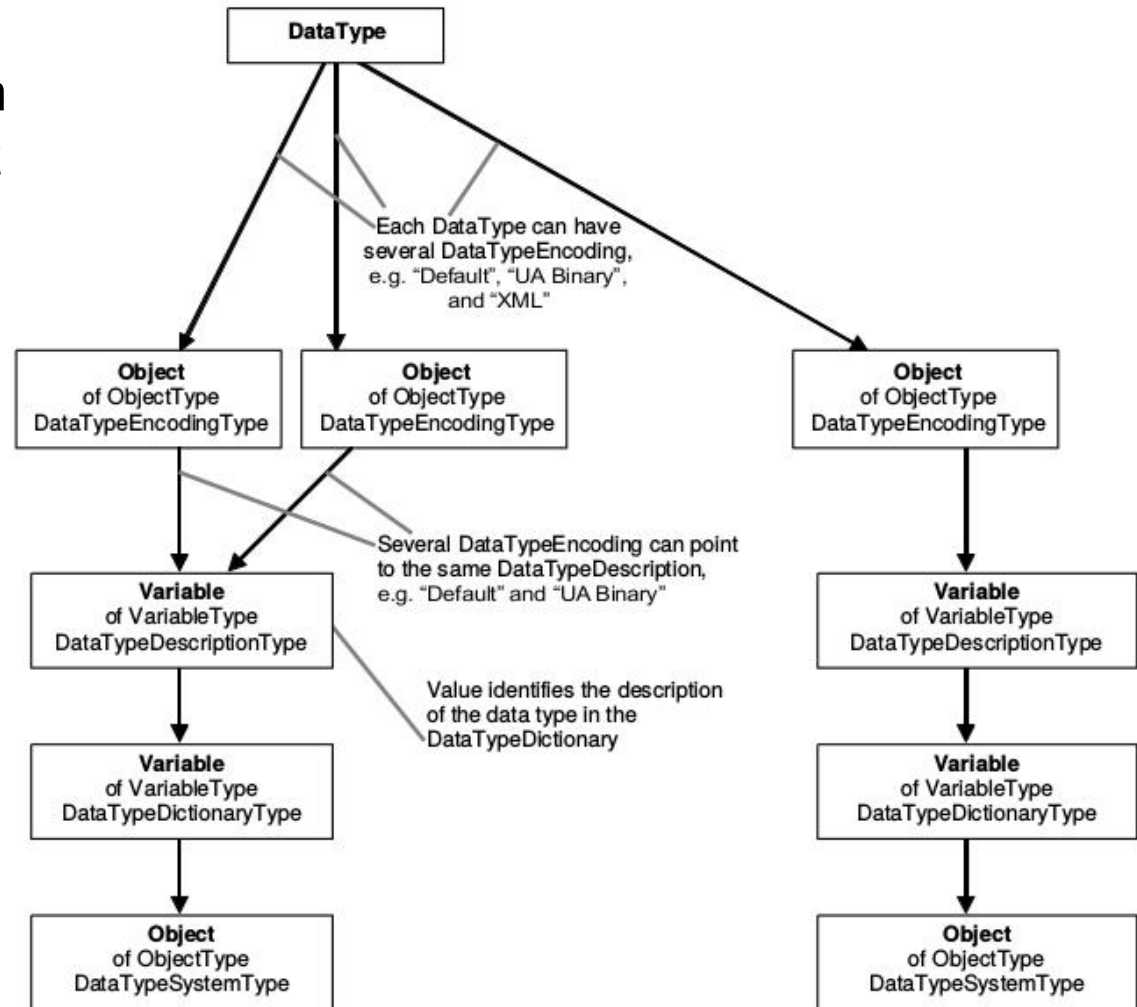 DataType
Each DataType can have
several DataTypeEncoding,
e.g. “Default”, “UA Binary”,
and “XML”
Object
of ObjectType
DataTypeEncodingType
Object
of ObjectType
DataTypeEncodingType
Object
of ObjectType
DataTypeEncodingType
Several DataTypeEncoding can point
to the same DataTypeDescription,
e.g. “Default” and “UA Binary”
Variable
of VariableType
DataTypeDescriptionType
Variable
of VariableType
DataTypeDescriptionType
Value identifies the description
of the data type in the
DataTypeDictionary
Variable
of VariableType
DataTypeDictionaryType
Variable
of VariableType
DataTypeDictionaryType
Object
of ObjectType
DataTypeSystemType
Object
of ObjectType
DataTypeSystemType